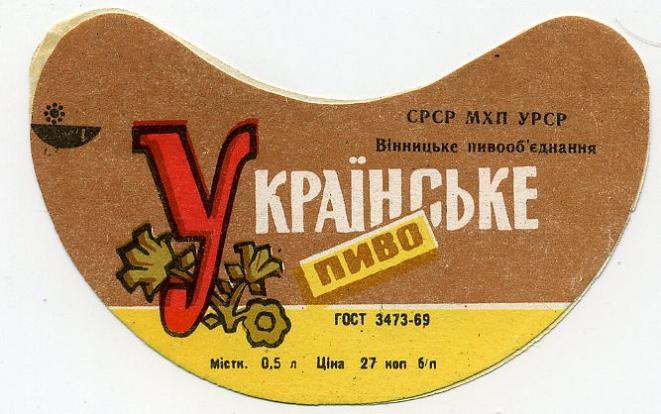 СРСР МХП УРСР
Вінницьке пивооб'єднання
УКРАЇНСЬКЕ
ПИВО
ГОСТ 3473-69
Містк. 0,5 л Ціна 27 коп б/п